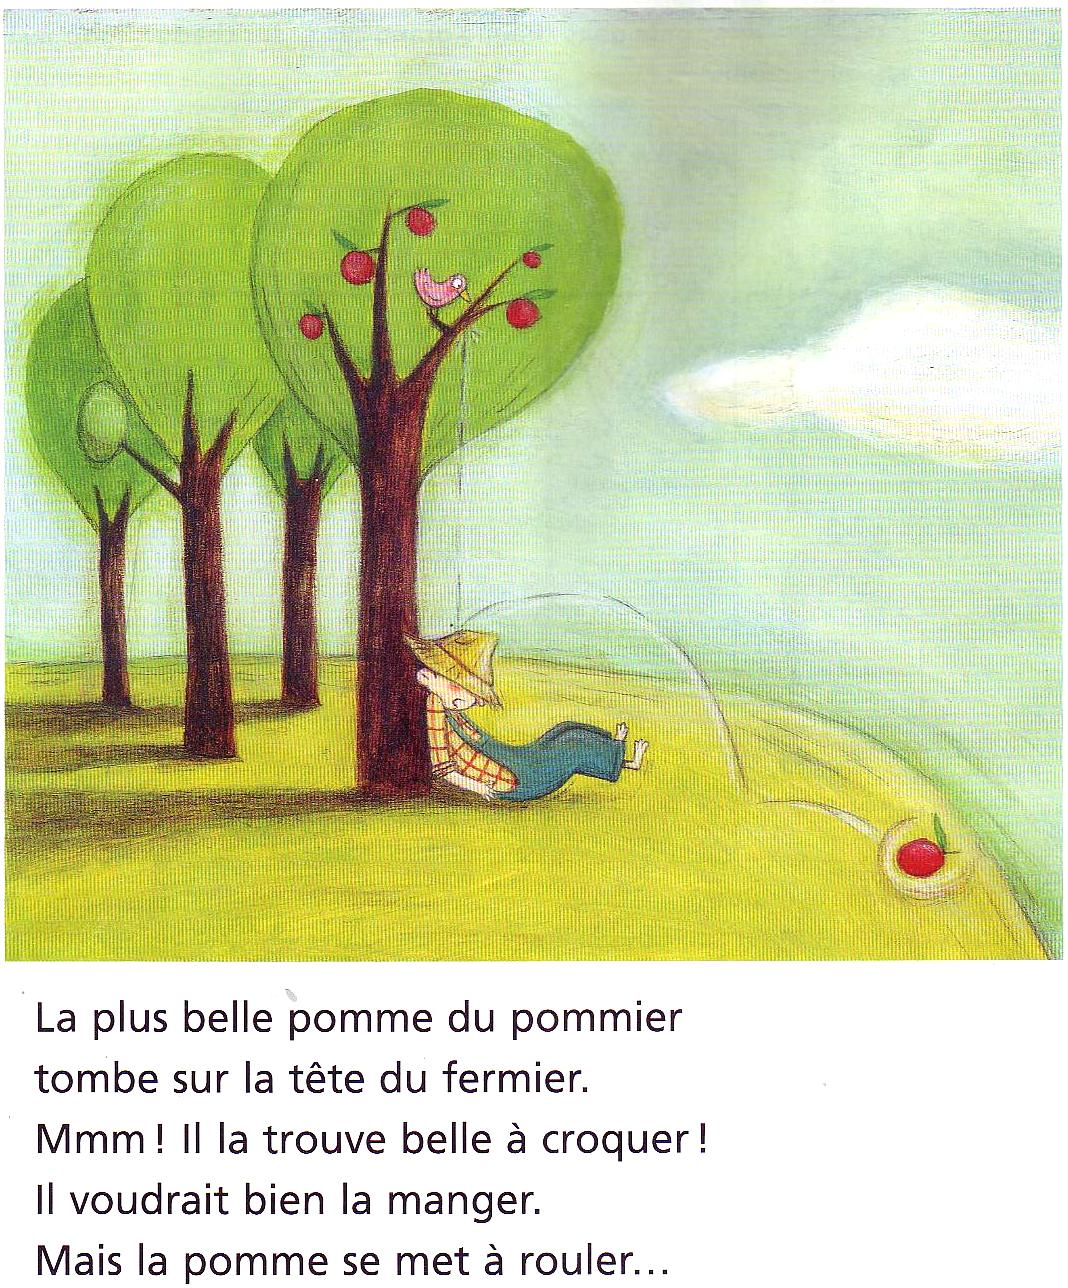 La plus belle pomme du pommier
tombe sur la tête du fermier.
Mmm ! Il la trouve belle à croquer !
Il voudrait bien la manger.
Mais la pomme se met à rouler...